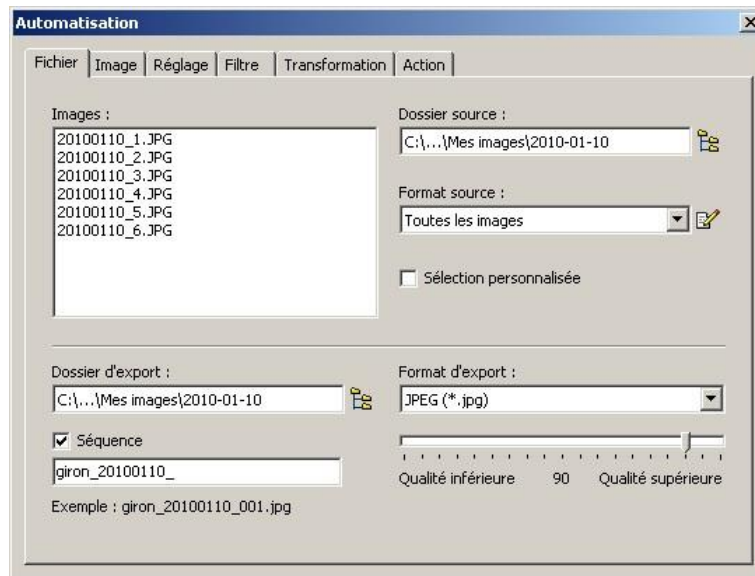 Automatisation
Fichier Image Réglage Filtre Transformation Action
Images :
20100110_1.JPG
20100110_2.JPG
20100110_3.JPG
20100110_4.JPG
20100110_5.JPG
20100110_6.JPG
Dossier source :
C:\...\Mes images\2010-01-10
Format source :
Toutes les images
Sélection personnalisée
Dossier d'export :
C:\...\Mes images\2010-01-10
Séquence
giron_20100110_
Exemple : giron_20100110_001.jpg
Format d'export :
JPEG (*.jpg)
Qualité inférieure 90 Qualité supérieure